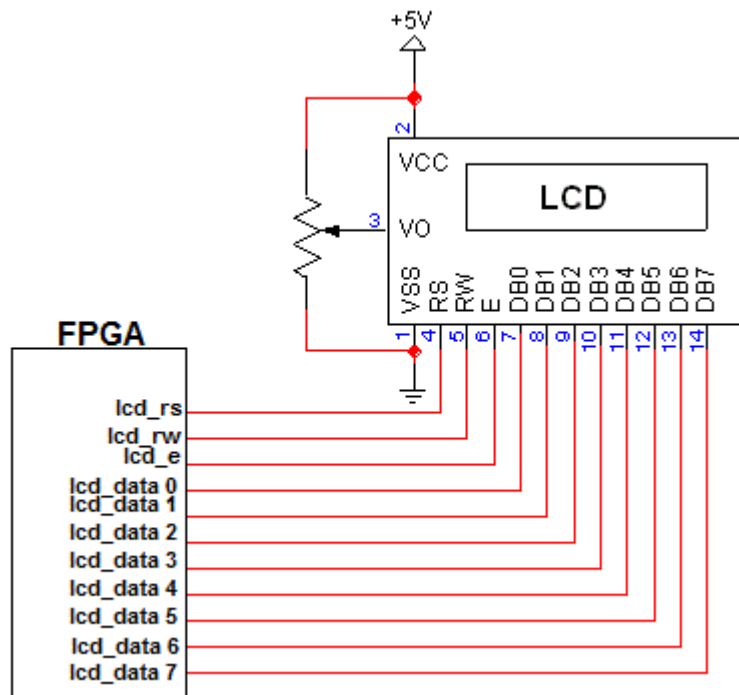 +5V
2
VCC
LCD
3
VO
VSS
RS
RW
E
DB0
DB1
DB2
DB3
DB4
DB5
DB6
DB7
1
4
5
6
7
8
9
10
11
12
13
14
FPGA
lcd_rs
lcd_rw
lcd_e
lcd_data 0
lcd_data 1
lcd_data 2
lcd_data 3
lcd_data 4
lcd_data 5
lcd_data 6
lcd_data 7